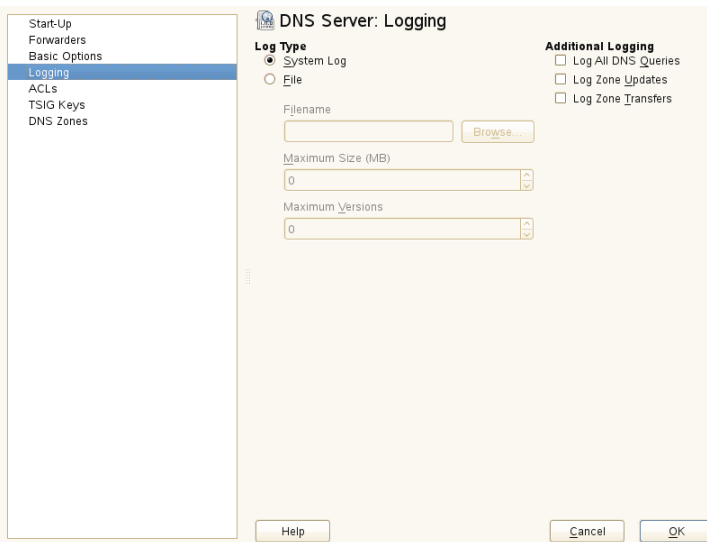 Start-Up
Forwarders
Basic Options
Logging
ACLs
TSIG Keys
DNS Zones
DNS Server: Logging
Log Type
System Log
File
Filename
Browse...
Maximum Size (MB)
0
Maximum Versions
0
Additional Logging
Log All DNS Queries
Log Zone Updates
Log Zone Transfers
Help
Cancel
OK